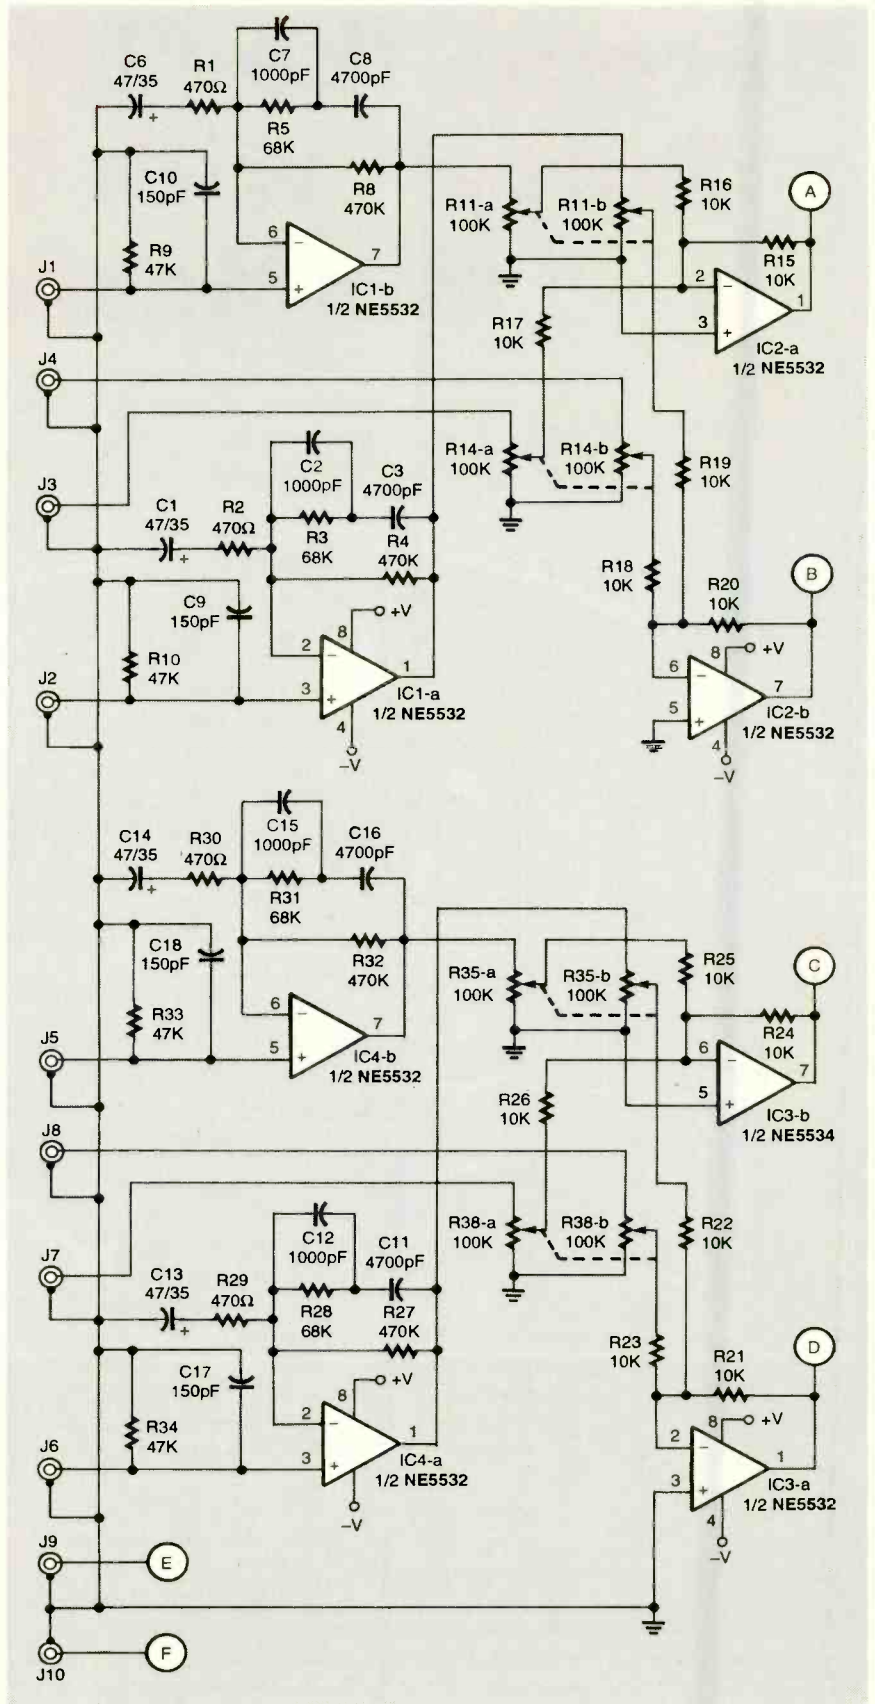 C6
47/35
R1
470Ω
C7
1000pF
C8
4700pF
+
R5
68K
C10
150pF
R8
470K
R9
47K
J1
6
−
7
5
+
IC1-b
1/2 NE5532
R11-a
100K
R11-b
100K
R16
10K
A
R15
10K
2
−
1
3
+
IC2-a
1/2 NE5532
R17
10K
J4
J3
C1
47/35
+
R2
470Ω
C2
1000pF
C3
4700pF
R3
68K
R4
470K
R14-a
100K
R14-b
100K
R19
10K
C9
150pF
R10
47K
J2
8
+V
2
−
1
3
+
4
−V
IC1-a
1/2 NE5532
R18
10K
R20
10K
B
8
+V
6
−
7
5
+
4
−V
IC2-b
1/2 NE5532
C14
47/35
+
R30
470Ω
C15
1000pF
C16
4700pF
R31
68K
C18
150pF
R32
470K
R33
47K
J5
6
−
7
5
+
IC4-b
1/2 NE5532
R35-a
100K
R35-b
100K
R25
10K
C
R24
10K
6
−
7
5
+
IC3-b
1/2 NE5534
R26
10K
J8
J7
C13
47/35
+
R29
470Ω
C12
1000pF
C11
4700pF
R28
68K
R27
470K
R38-a
100K
R38-b
100K
R22
10K
C17
150pF
R34
47K
J6
8
+V
2
−
1
3
+
−V
IC4-a
1/2 NE5532
R23
10K
R21
10K
D
8
+V
2
−
1
3
+
4
−V
IC3-a
1/2 NE5532
J9
E
J10
F